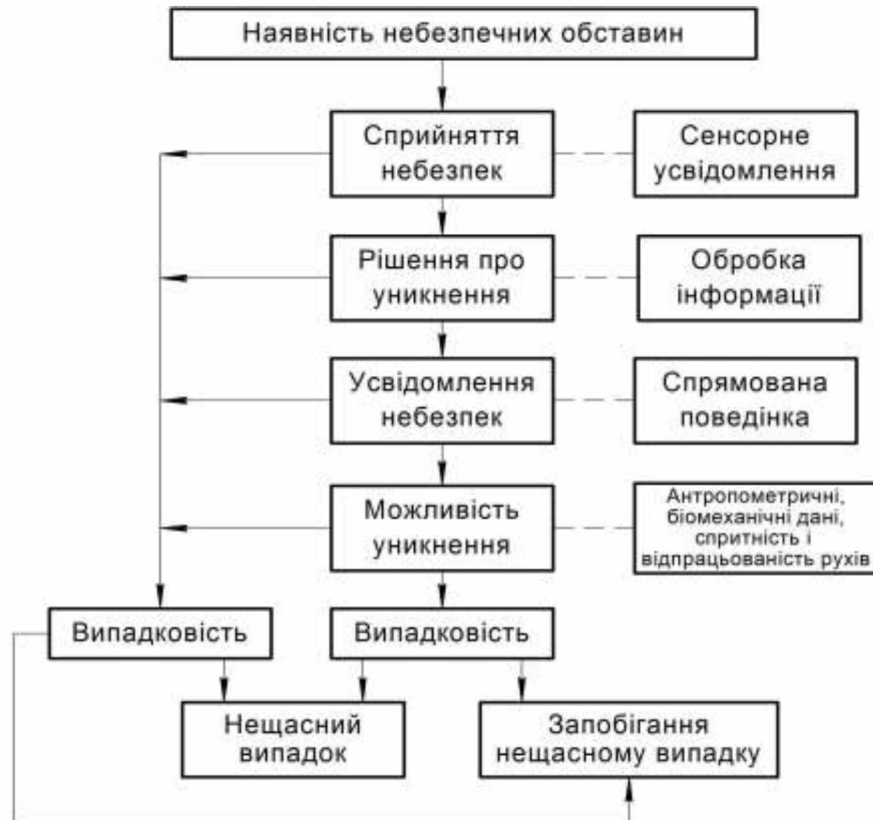 Наявність небезпечних обставин
Сприйняття
небезпек
Сенсорне
усвідомлення
Рішення про
уникнення
Обробка
інформації
Усвідомлення
небезпек
Спрямована
поведінка
Можливість
уникнення
Антропометричні,
біомеханічні дані,
спритність і
відпрацьованість рухів
Випадковість
Випадковість
Нещасний
випадок
Запобігання
нещасному випадку